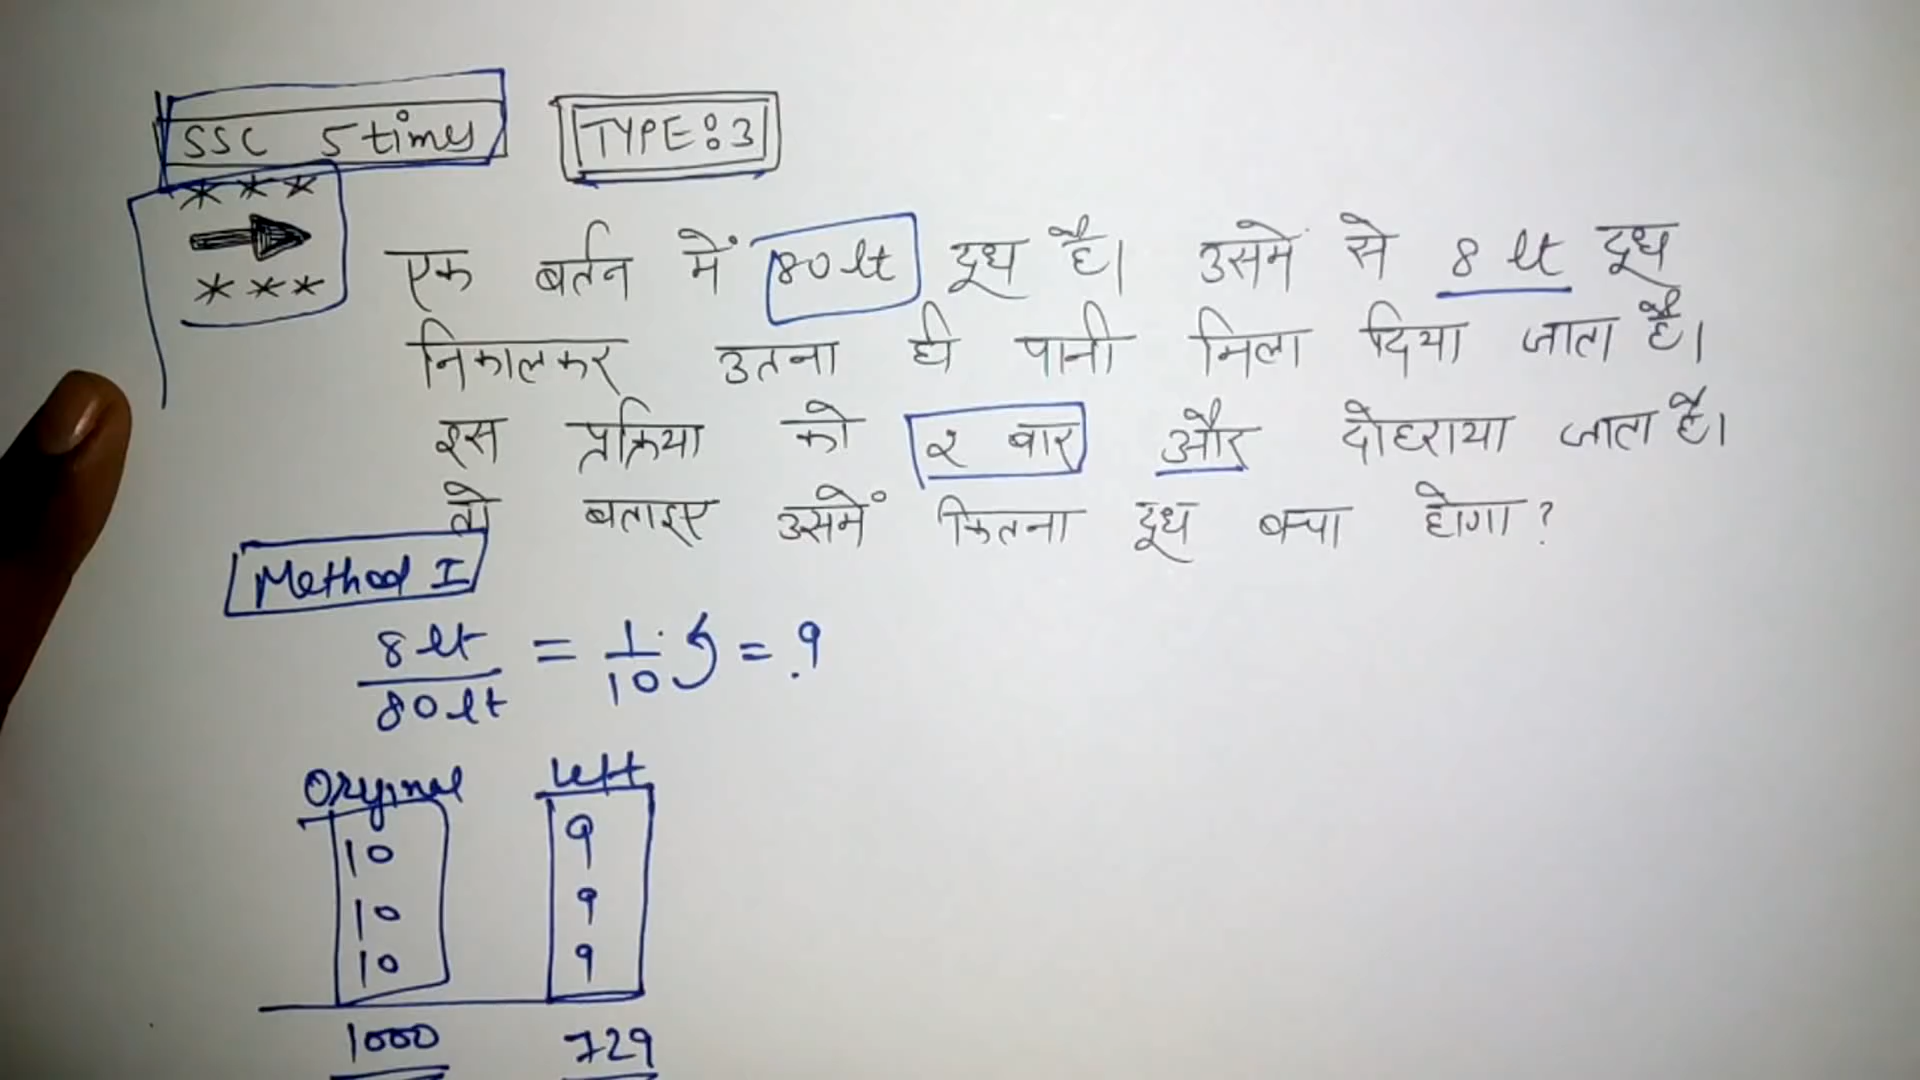 SSC 5 times
TYPE:3
* * *
* * *
एक बर्तन में 80 lt दूध है। उसमें से 8 lt दूध
निकालकर उतना ही पानी मिला दिया जाता है।
इस प्रक्रिया को २ बार और दोहराया जाता है।
तो बताइए उसमें कितना दूध बचा होगा?
Method I
8 lt / 80 lt = 1/10 = 9
Orginal Left
10 9
10 9
10 9
1000 729